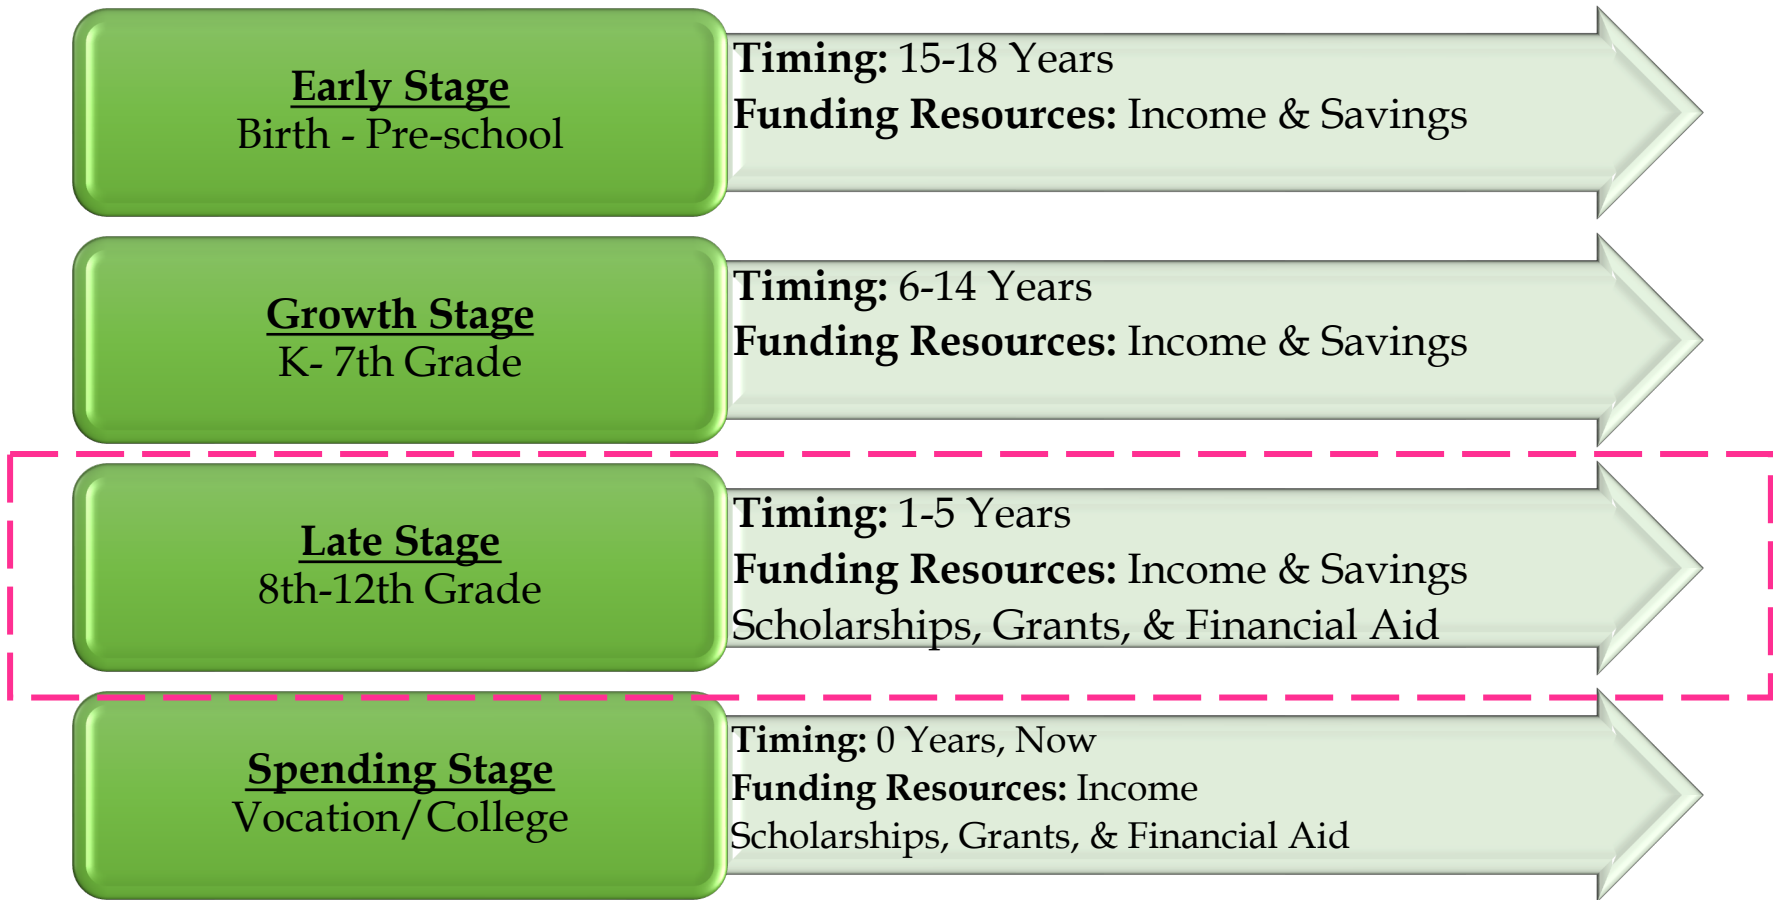 Early Stage
Birth - Pre-school
Timing: 15-18 Years
Funding Resources: Income & Savings
Growth Stage
K- 7th Grade
Timing: 6-14 Years
Funding Resources: Income & Savings
Late Stage
8th-12th Grade
Timing: 1-5 Years
Funding Resources: Income & Savings
Scholarships, Grants, & Financial Aid
Spending Stage
Vocation/College
Timing: 0 Years, Now
Funding Resources: Income
Scholarships, Grants, & Financial Aid